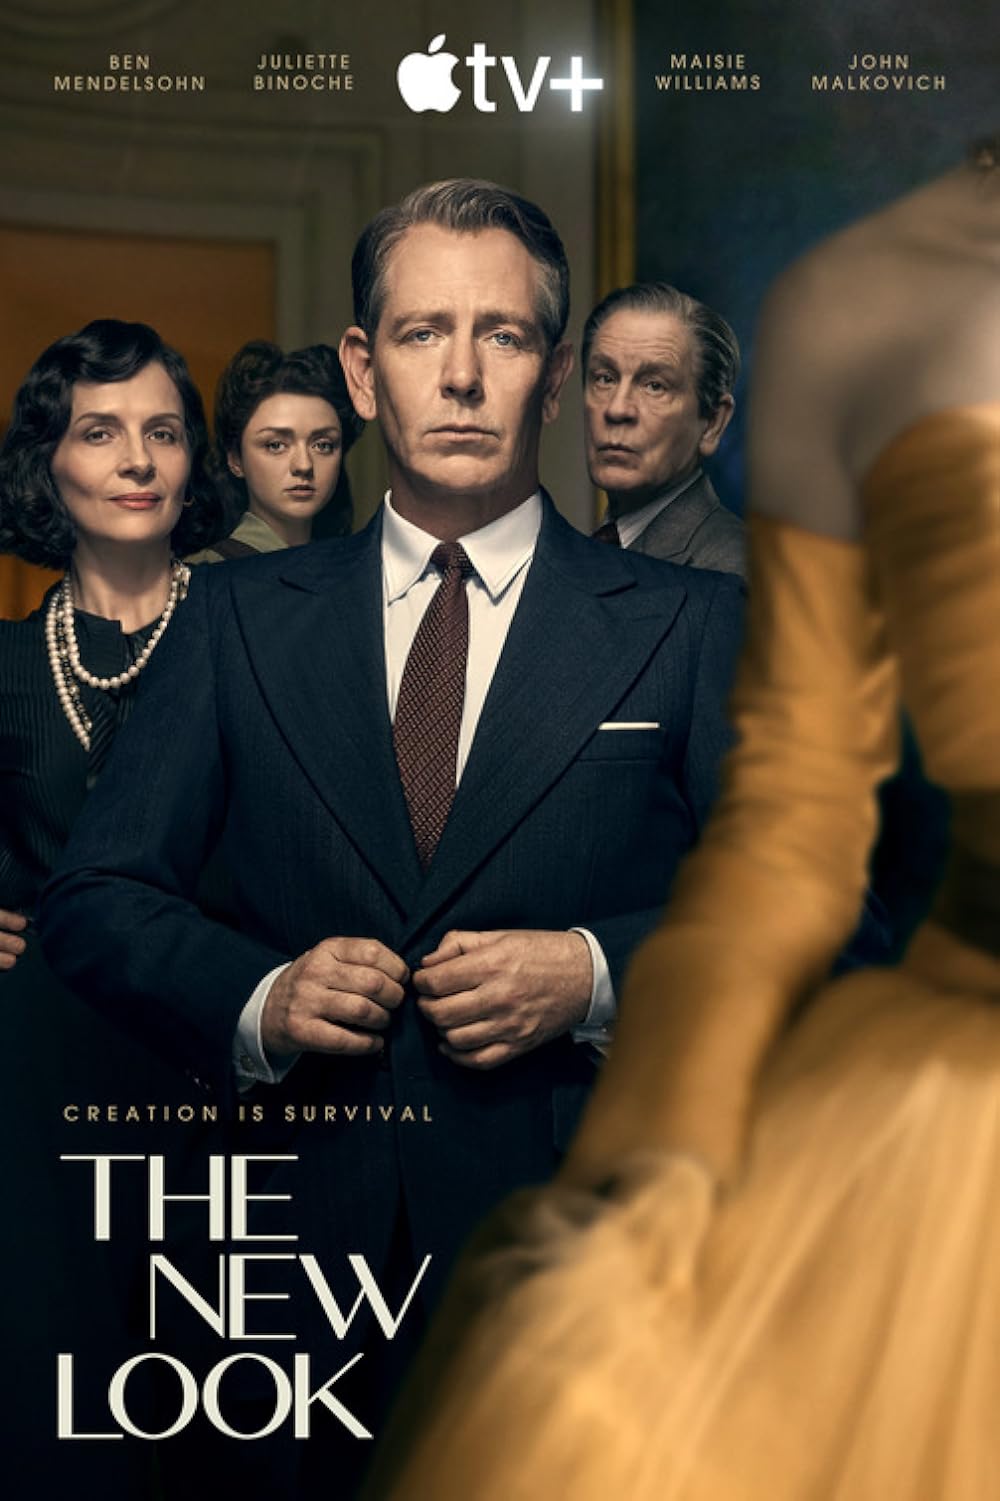 BEN
MENDELSOHN
JULIETTE
BINOCHE
tv+
MAISIE
WILLIAMS
JOHN
MALKOVICH
CREATION IS SURVIVAL
THE
NEW
LOOK